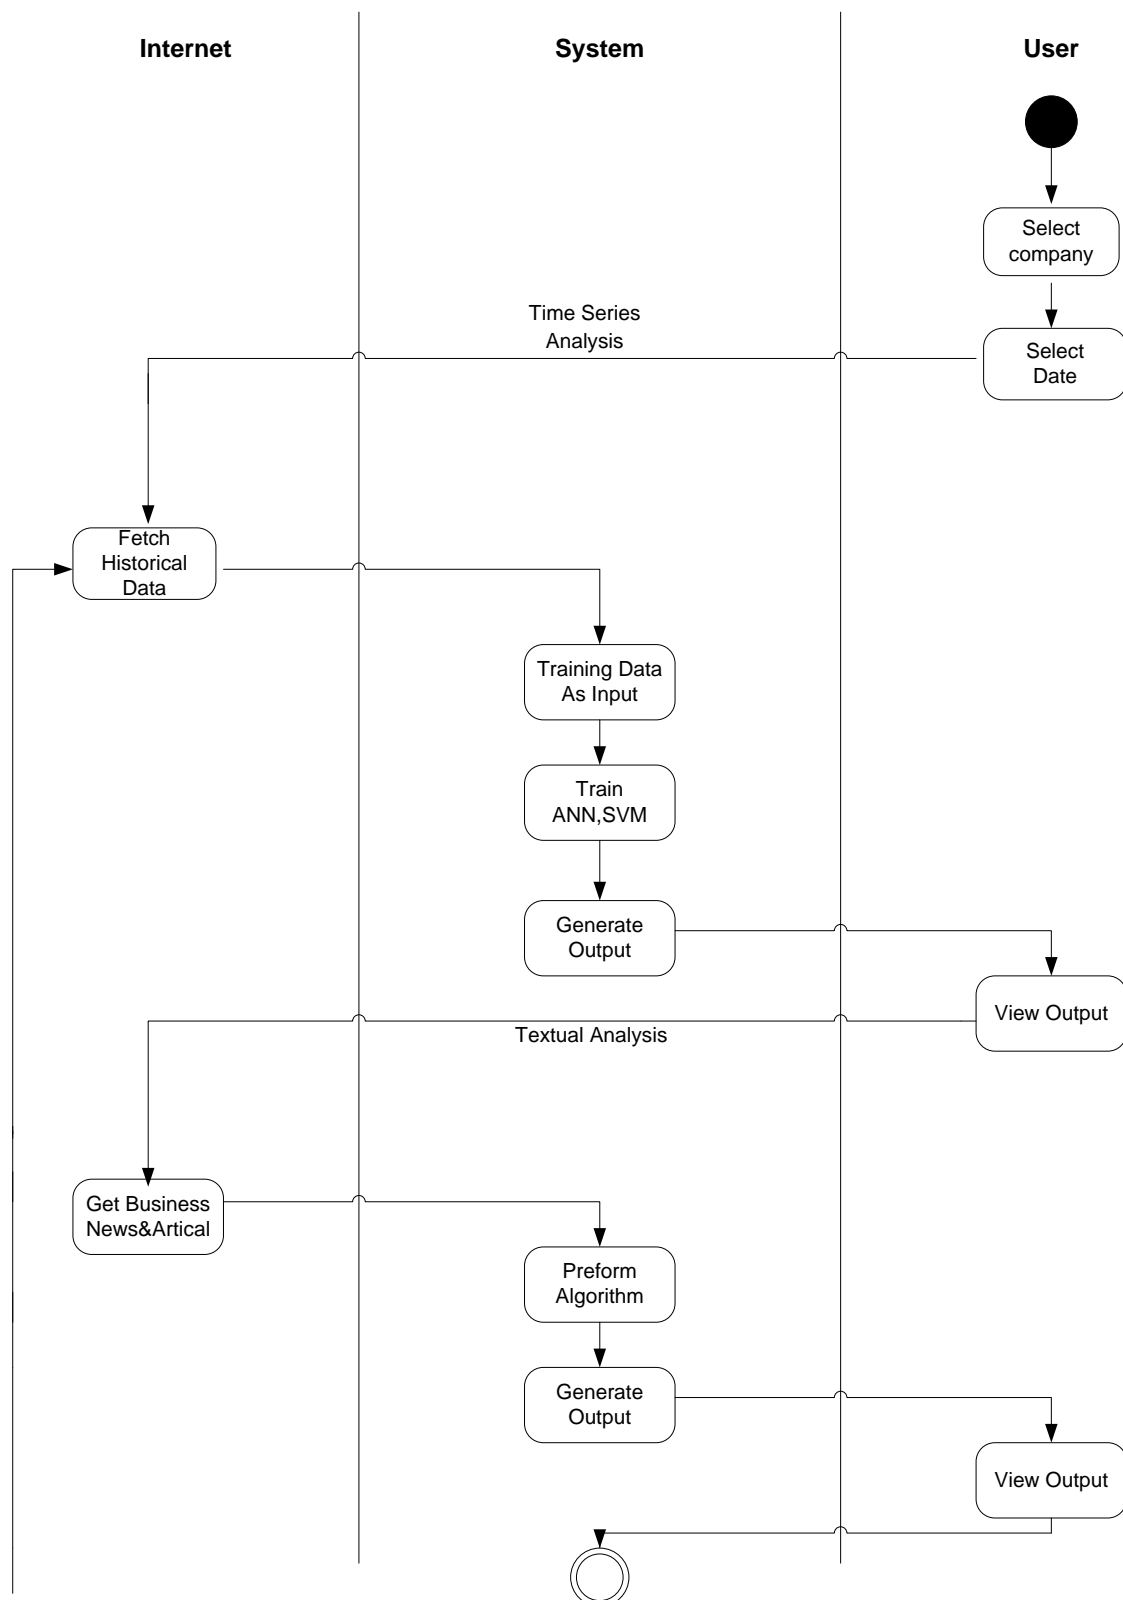 Internet
System
User
Select
company
Time Series
Analysis
Select
Date
Fetch
Historical
Data
Training Data
As Input
Train
ANN,SVM
Generate
Output
View Output
Textual Analysis
Get Business
News&Artical
Preform
Algorithm
Generate
Output
View Output